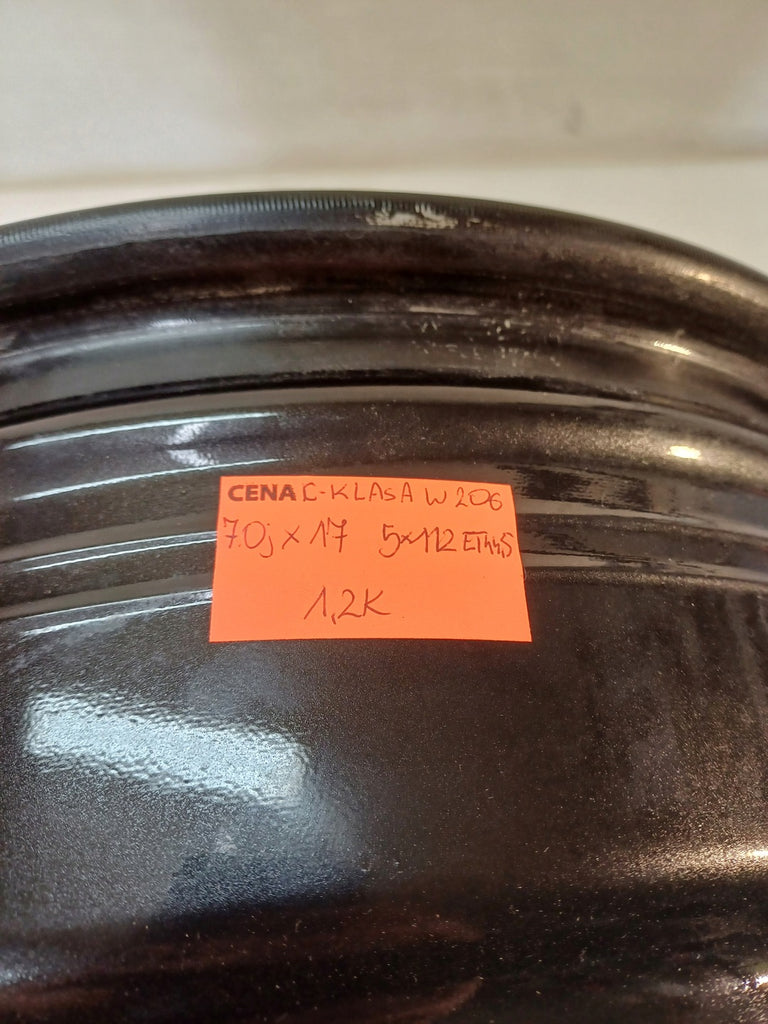 CENA C-KLASA W206
7.0j x 17 5x112 ET44,5
1,2K